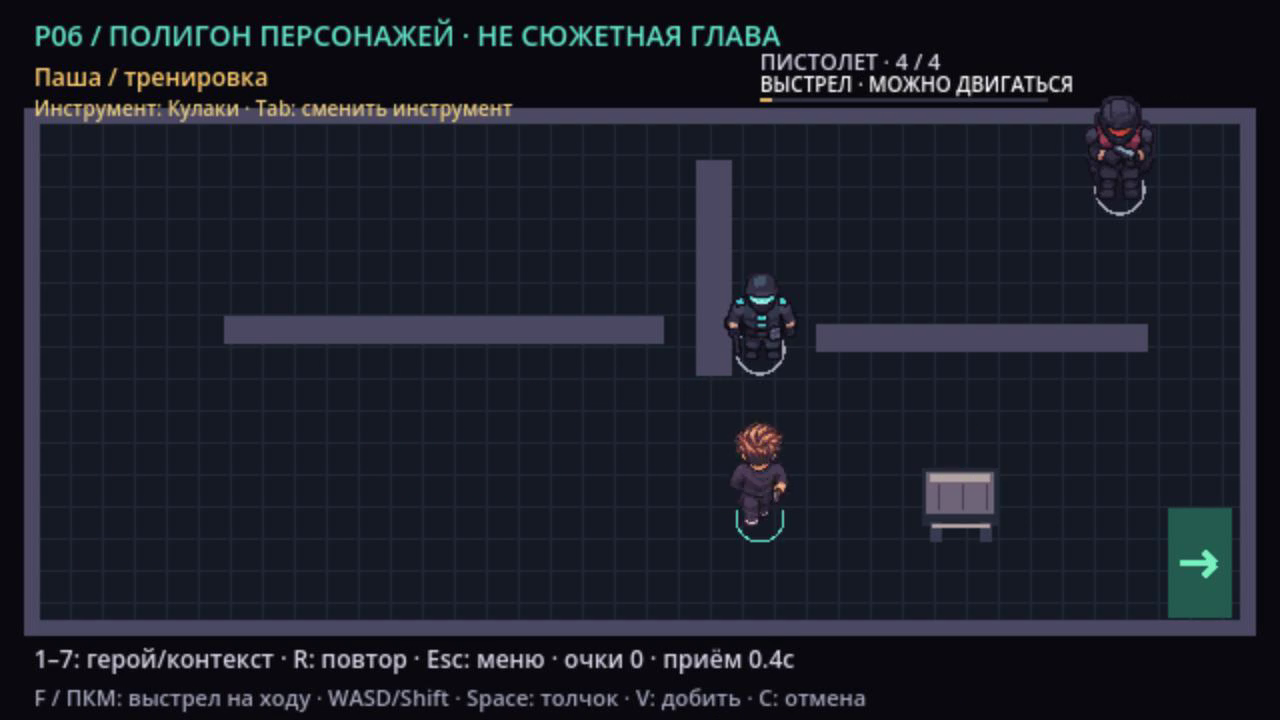 P06 / ПОЛИГОН ПЕРСОНАЖЕЙ · НЕ СЮЖЕТНАЯ ГЛАВА
ПИСТОЛЕТ · 4 / 4
Паша / тренировка
ВЫСТРЕЛ · МОЖНО ДВИГАТЬСЯ
Инструмент: Кулаки · Tab: сменить инструмент
→
1–7: герой/контекст · R: повтор · Esc: меню · очки 0 · приём 0.4с
F / ПКМ: выстрел на ходу · WASD/Shift · Space: толчок · V: добить · C: отмена